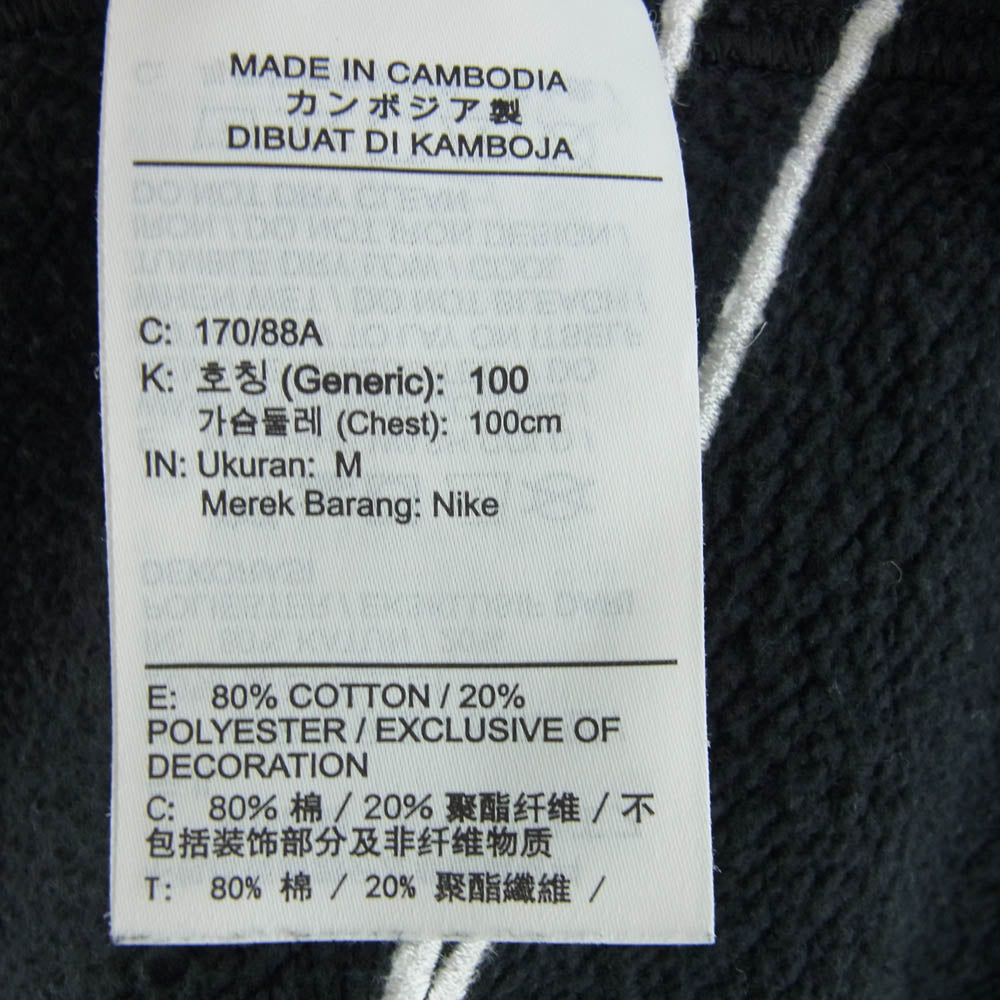 MADE IN CAMBODIA
カンボジア製
DIBUAT DI KAMBOJA
C: 170/88A
K: 호칭 (Generic): 100
가슴둘레 (Chest): 100cm
IN: Ukuran: M
Merek Barang: Nike
E: 80% COTTON / 20%
POLYESTER / EXCLUSIVE OF
DECORATION
C: 80% 棉 / 20% 聚酯纤维 / 不
包括装饰部分及非纤维物质
T: 80% 棉 / 20% 聚酯纖維 /